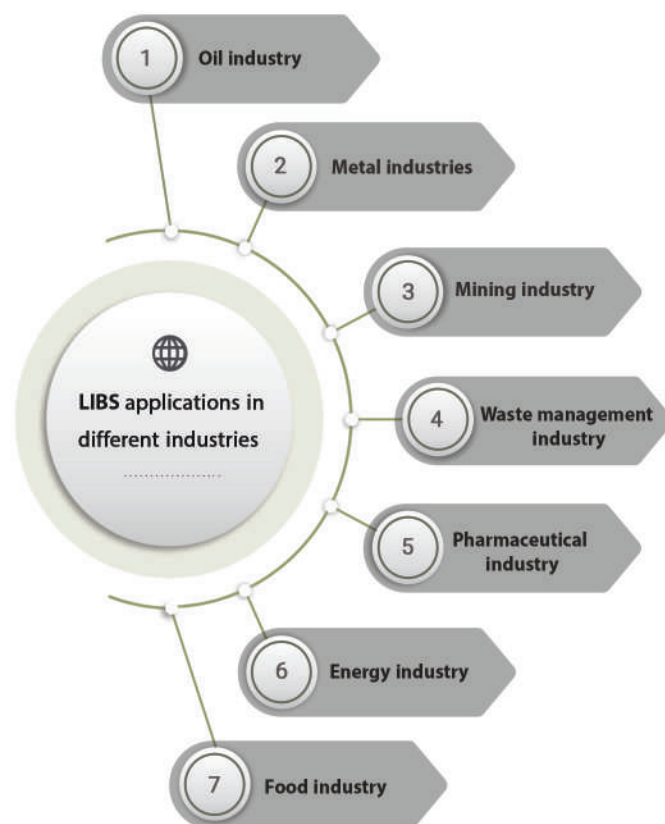 1
Oil industry
2
Metal industries
3
Mining industry
LIBS applications in
different industries
4
Waste management
industry
5
Pharmaceutical
industry
6
Energy industry
7
Food industry